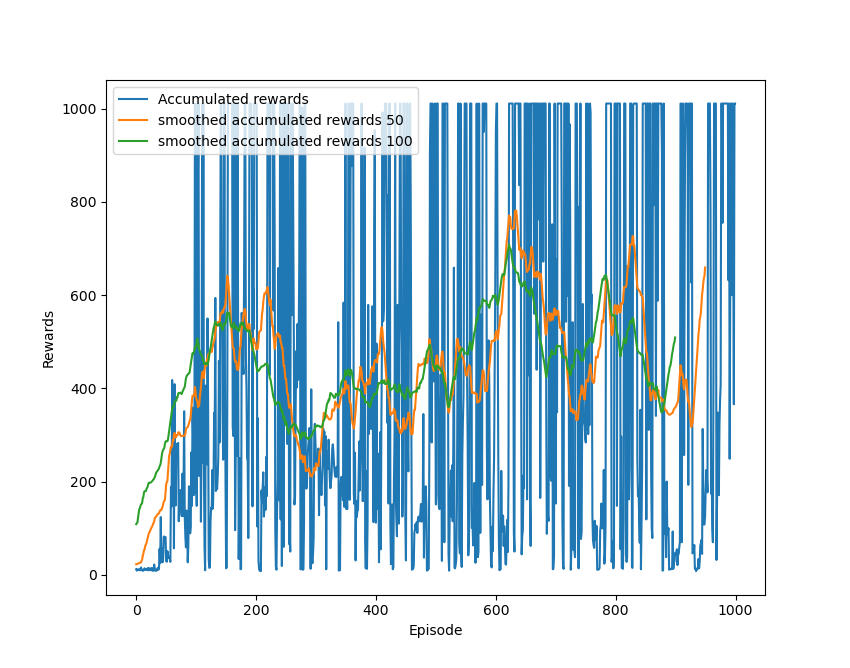 Accumulated rewards
smoothed accumulated rewards 50
smoothed accumulated rewards 100
1000
800
600
400
200
0
Rewards
0 200 400 600 800 1000
Episode